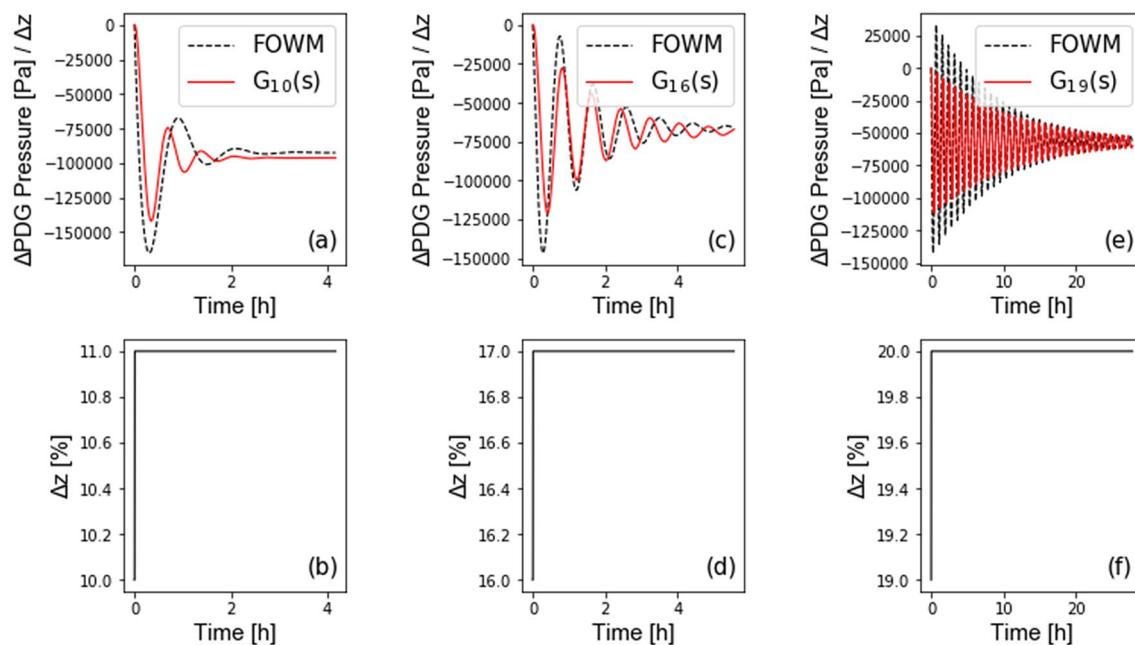 ΔPDG Pressure [Pa] / Δz
0
−25000
−50000
−75000
−100000
−125000
−150000
FOWM
G10(s)
(a)
0 2 4
Time [h]
ΔPDG Pressure [Pa] / Δz
0
−25000
−50000
−75000
−100000
−125000
−150000
FOWM
G16(s)
(c)
0 2 4
Time [h]
ΔPDG Pressure [Pa] / Δz
25000
0
−25000
−50000
−75000
−100000
−125000
−150000
FOWM
G19(s)
(e)
0 10 20
Time [h]
Δz [%]
11.0
10.8
10.6
10.4
10.2
10.0
(b)
0 2 4
Time [h]
Δz [%]
17.0
16.8
16.6
16.4
16.2
16.0
(d)
0 2 4
Time [h]
Δz [%]
20.0
19.8
19.6
19.4
19.2
19.0
(f)
0 10 20
Time [h]